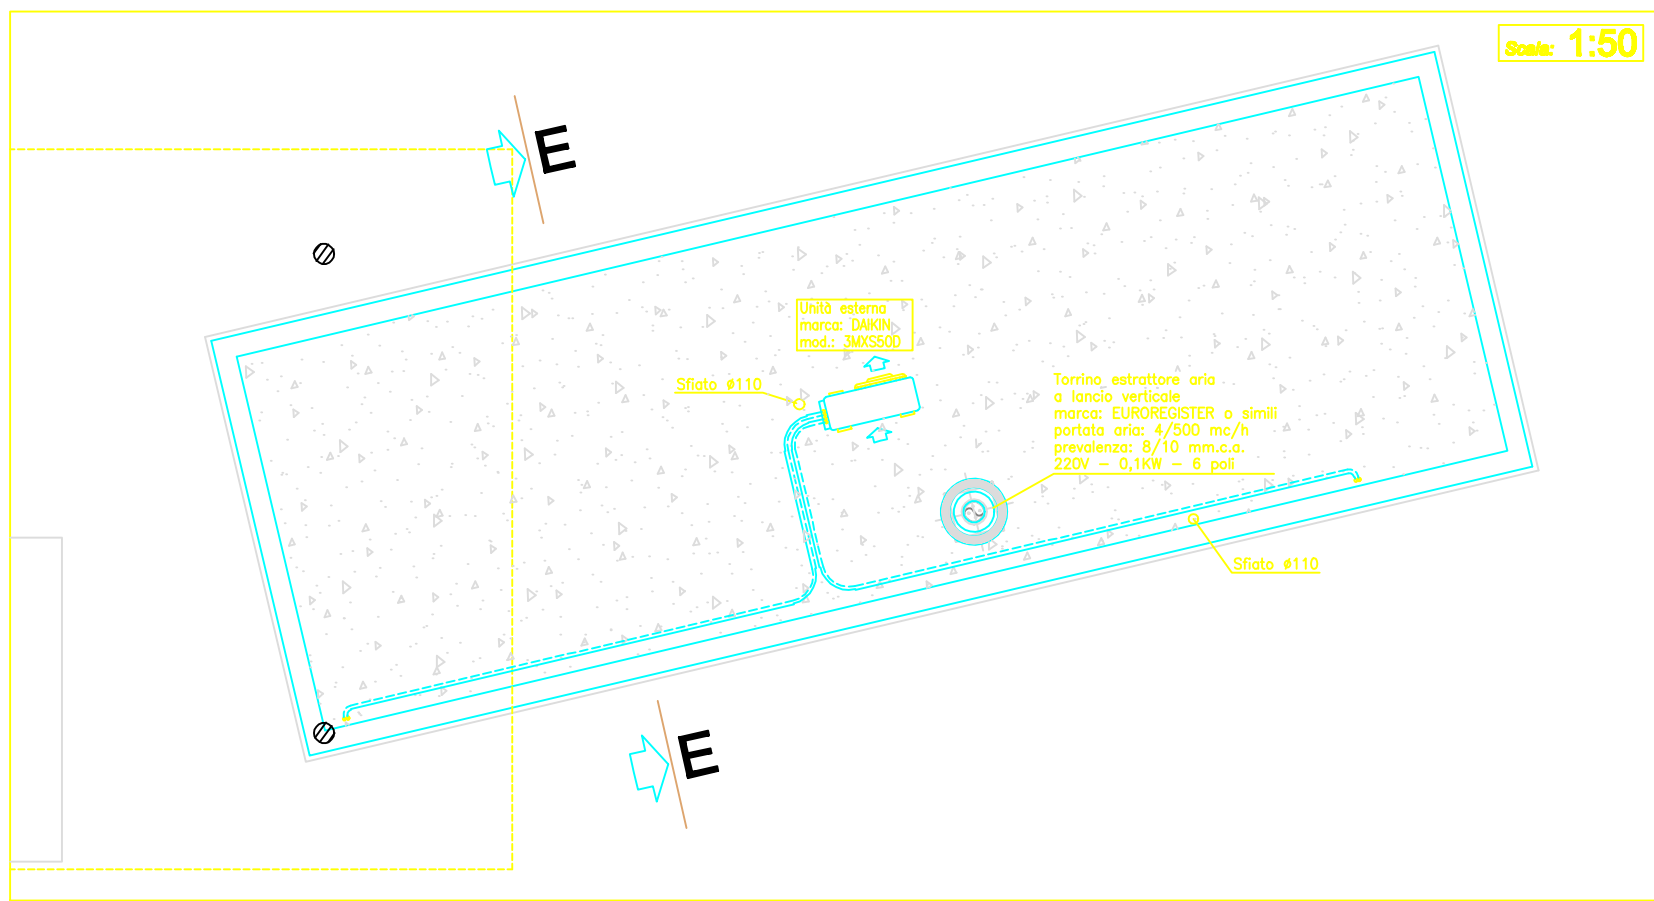 Scala: 1:50
E
Unità esterna
marca: DAIKIN
mod.: 3MXS50D
Sfiato ø110
Torrino estrattore aria
a lancio verticale
marca: EUROREGISTER o simili
portata aria: 4/500 mc/h
prevalenza: 8/10 mm.c.a.
220V - 0,1KW - 6 poli
Sfiato ø110
E